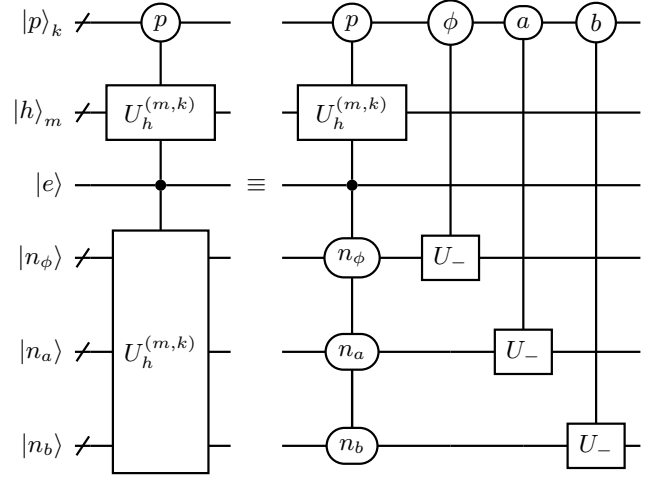 |p⟩_k p p ϕ a b
|h⟩_m U_h^{(m,k)} U_h^{(m,k)}
|e⟩ ≡
|n_ϕ⟩ n_ϕ U_−
|n_a⟩ U_h^{(m,k)} n_a U_−
|n_b⟩ n_b U_−